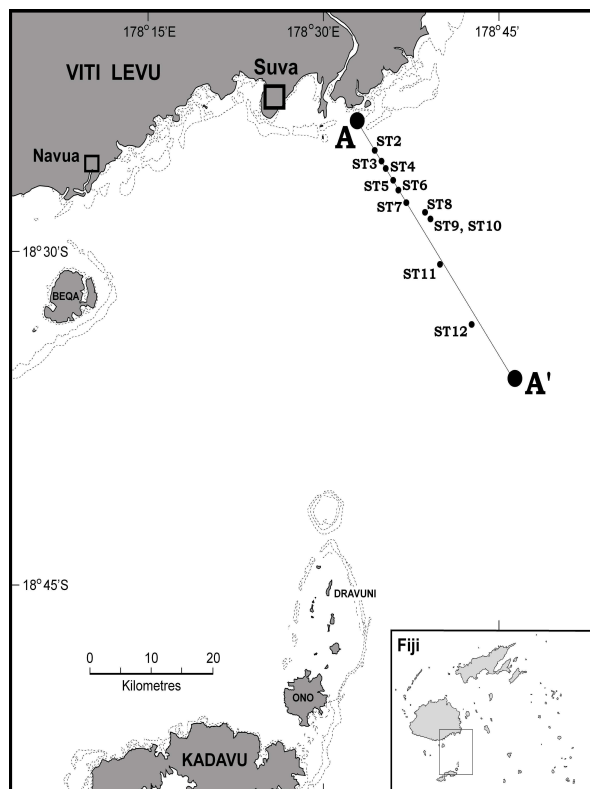 178°15'E
178°30'E
178°45'
VITI LEVU
Suva
Navua
A
ST2
ST3
ST4
ST5
ST6
ST7
ST8
ST9, ST10
18°30'S
ST11
BEQA
ST12
A'
18°45'S
DRAVUNI
0 10 20
Kilometres
ONO
KADAVU
Fiji